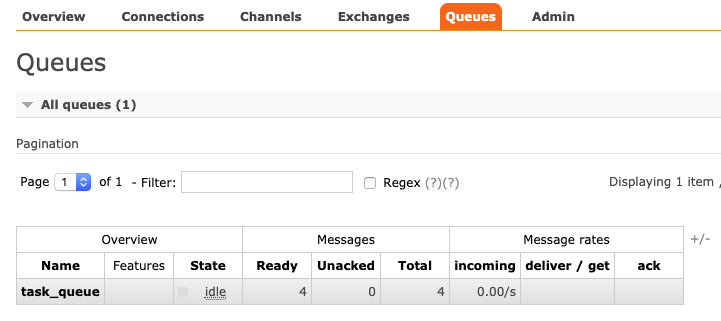 Overview Connections Channels Exchanges Queues Admin
Queues
All queues (1)
Pagination
Page 1 of 1 - Filter: Regex (?)(?) Displaying 1 item ,
Overview Messages Message rates +/-
Name Features State Ready Unacked Total incoming deliver / get ack
task_queue idle 4 0 4 0.00/s